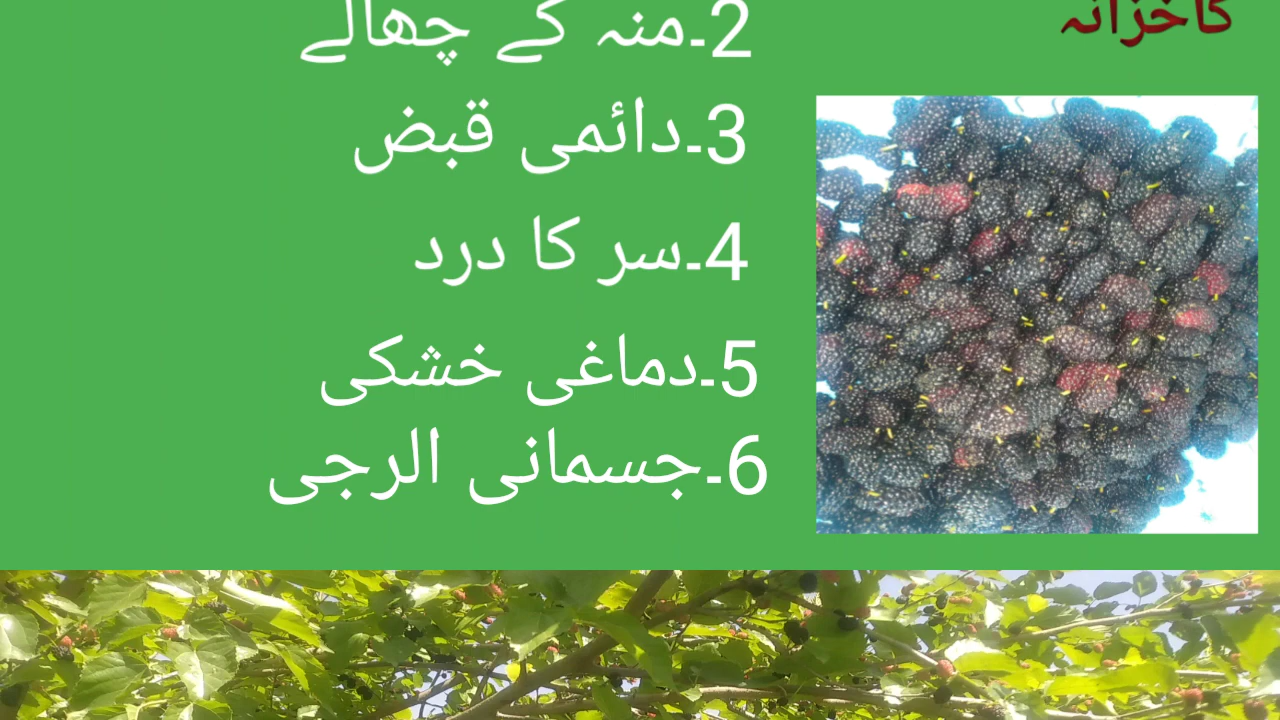 کاخزانہ
2۔منہ کے چھالے
3۔دائمی قبض
4۔سر کا درد
5۔دماغی خشکی
6۔جسمانی الرجی